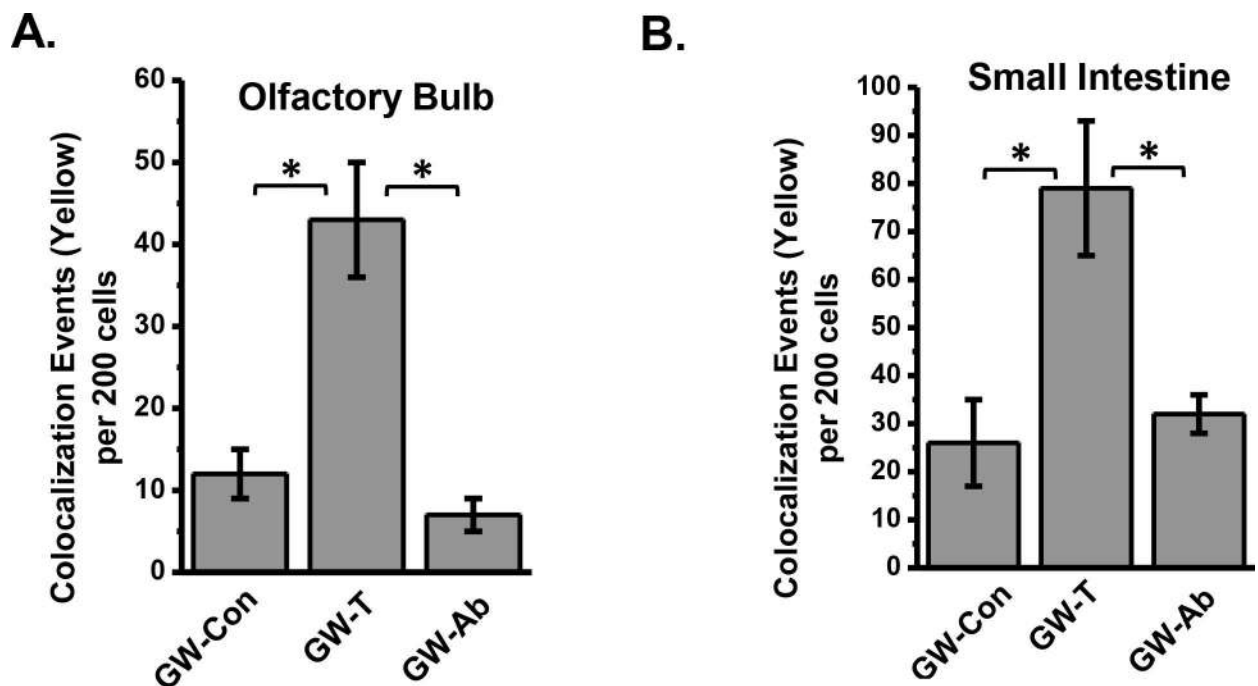 A.
Olfactory Bulb
Colocalization Events (Yellow)
per 200 cells
60
50
40
30
20
10
0
*
*
GW-Con
GW-T
GW-Ab
B.
Small Intestine
Colocalization Events (Yellow)
per 200 cells
100
90
80
70
60
50
40
30
20
10
0
*
*
GW-Con
GW-T
GW-Ab